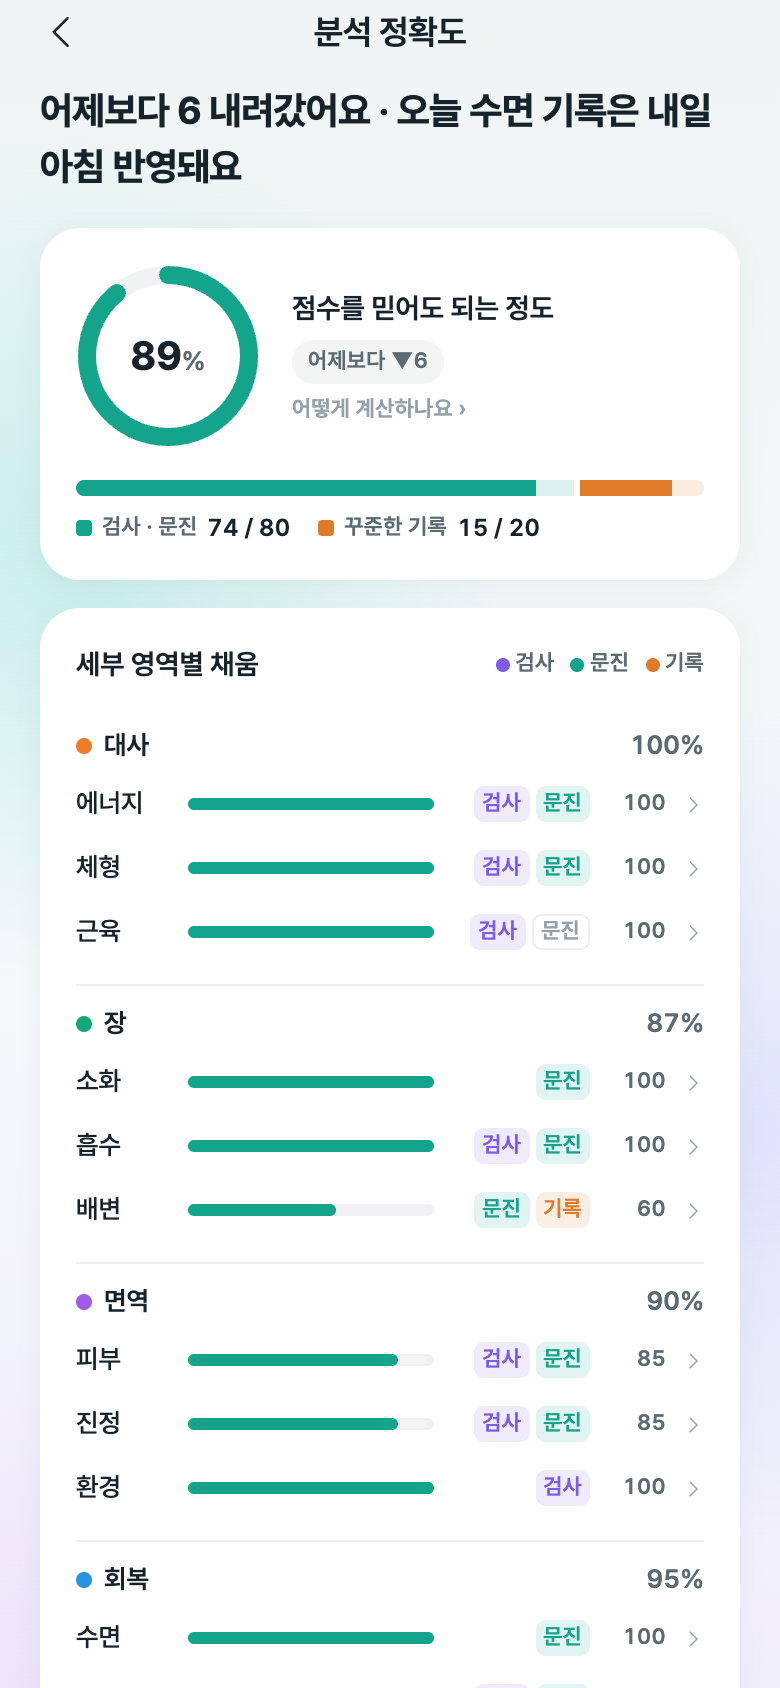 분석 정확도
어제보다 6 내려갔어요 · 오늘 수면 기록은 내일
아침 반영돼요
89%
점수를 믿어도 되는 정도
어제보다 ▼6
어떻게 계산하나요 ›
검사 · 문진 74 / 80 꾸준한 기록 15 / 20
세부 영역별 채움 검사 문진 기록
대사 100%
에너지 검사 문진 100
체형 검사 문진 100
근육 검사 문진 100
장 87%
소화 문진 100
흡수 검사 문진 100
배변 문진 기록 60
면역 90%
피부 검사 문진 85
진정 검사 문진 85
환경 검사 100
회복 95%
수면 문진 100